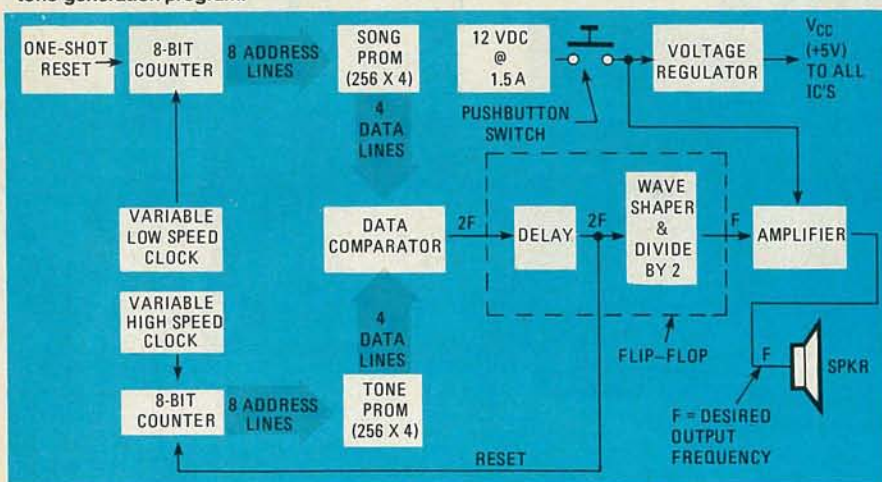 tone generation program.
ONE-SHOT
RESET
8-BIT
COUNTER
8 ADDRESS
LINES
SONG
PROM
(256 X 4)
12 VDC
@
1.5 A
VOLTAGE
REGULATOR
VCC
(+5V)
TO ALL
IC'S
PUSHBUTTON
SWITCH
4
DATA
LINES
VARIABLE
LOW SPEED
CLOCK
DATA
COMPARATOR
2F
DELAY
2F
WAVE
SHAPER
&
DIVIDE
BY 2
F
AMPLIFIER
VARIABLE
HIGH SPEED
CLOCK
4
DATA
LINES
FLIP-FLOP
F
SPKR
8-BIT
COUNTER
8 ADDRESS
LINES
TONE
PROM
(256 X 4)
F = DESIRED
OUTPUT
FREQUENCY
RESET